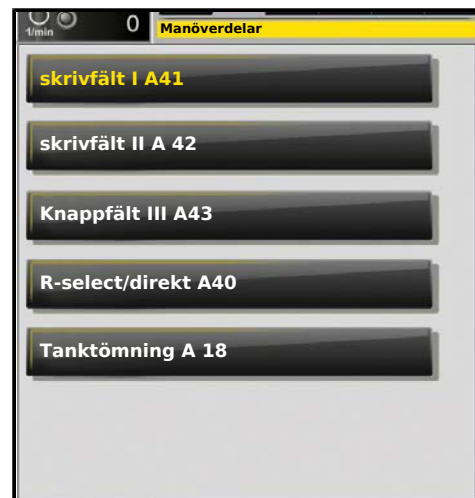 1/min 0 Manöverdelar
skrivfält I A41
skrivfält II A 42
Knappfält III A43
R-select/direkt A40
Tanktömning A 18